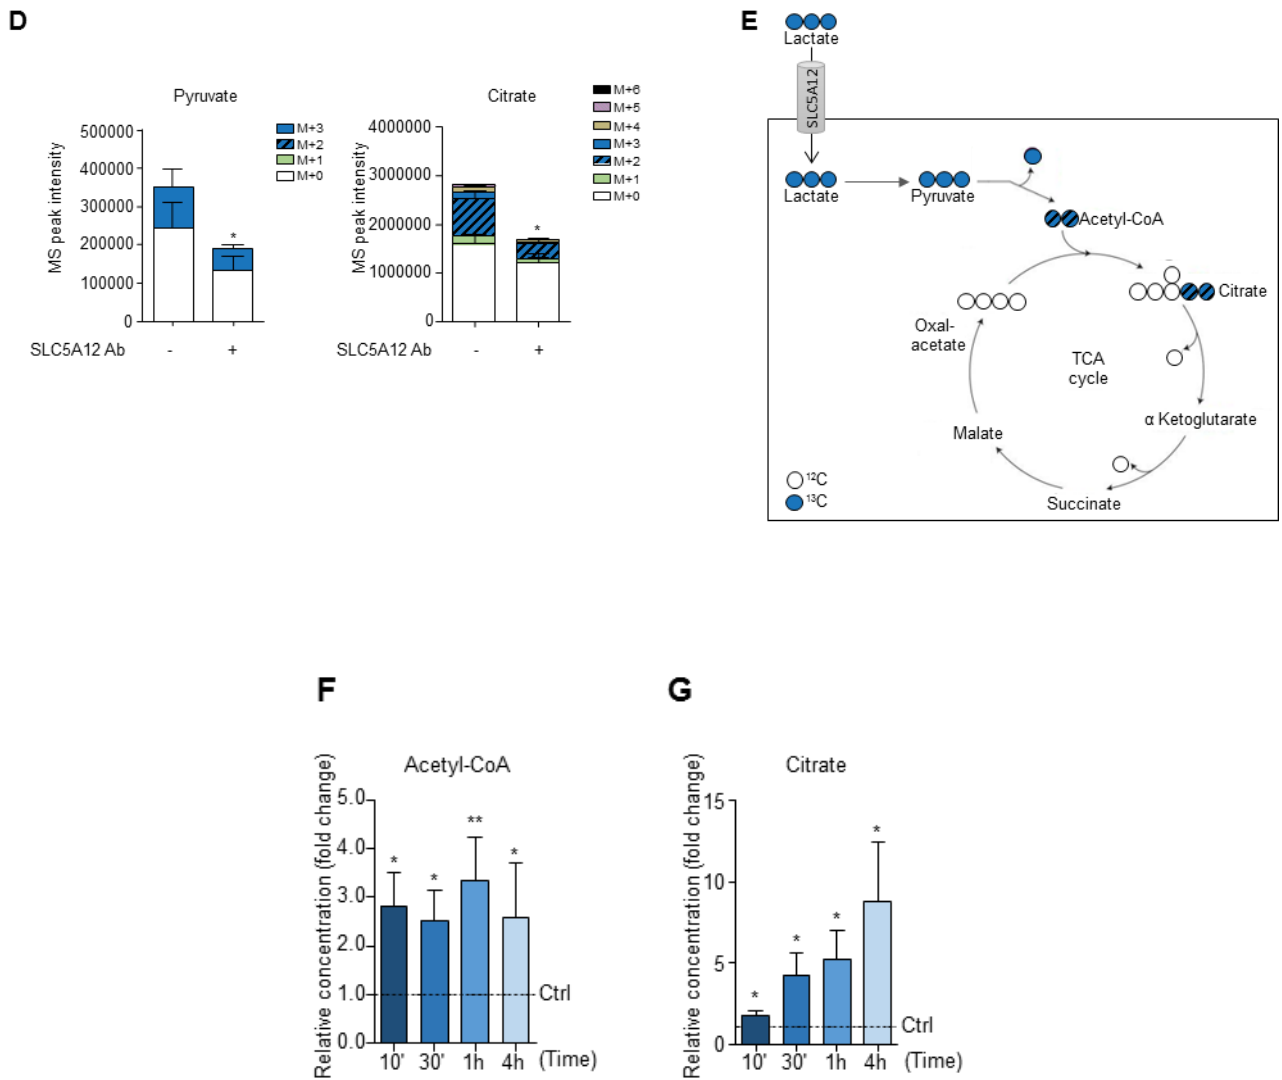 D
Pyruvate
MS peak intensity
500000
400000
300000
200000
100000
0
*
M+3
M+2
M+1
M+0
SLC5A12 Ab - +
Citrate
MS peak intensity
4000000
3000000
2000000
1000000
0
*
M+6
M+5
M+4
M+3
M+2
M+1
M+0
SLC5A12 Ab - +
E
Lactate
SLC5A12
Lactate
Pyruvate
Acetyl-CoA
Citrate
Oxal-
acetate
TCA
cycle
α Ketoglutarate
Malate
Succinate
12C
13C
F
Acetyl-CoA
Relative concentration (fold change)
5.0
4.0
3.0
2.0
1.0
0.0
* * ** *
Ctrl
10' 30' 1h 4h (Time)
G
Citrate
Relative concentration (fold change)
15
10
5
0
* * * *
Ctrl
10' 30' 1h 4h (Time)